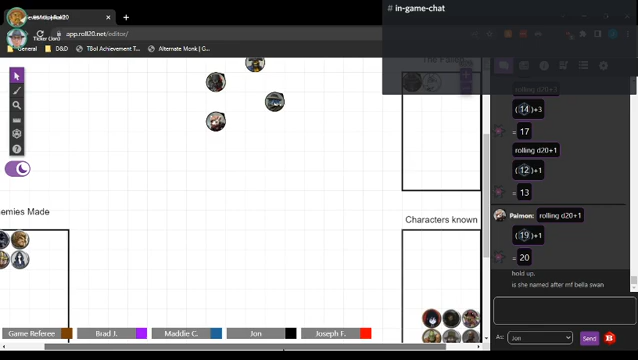 # in-game-chat
app.roll20.net/editor/
General
D&D
TBoI Achievement T...
Alternate Monk | D...
rolling d20+3
(14)+3
= 17
rolling d20+1
(12)+1
= 13
Paimon: rolling d20+1
(19)+1
= 20
hold up,
is she named after mf bella swan
emies Made
Characters known
Game Referee
Brad J.
Maddie C.
Jon
Joseph F.
As:
Jon
Send